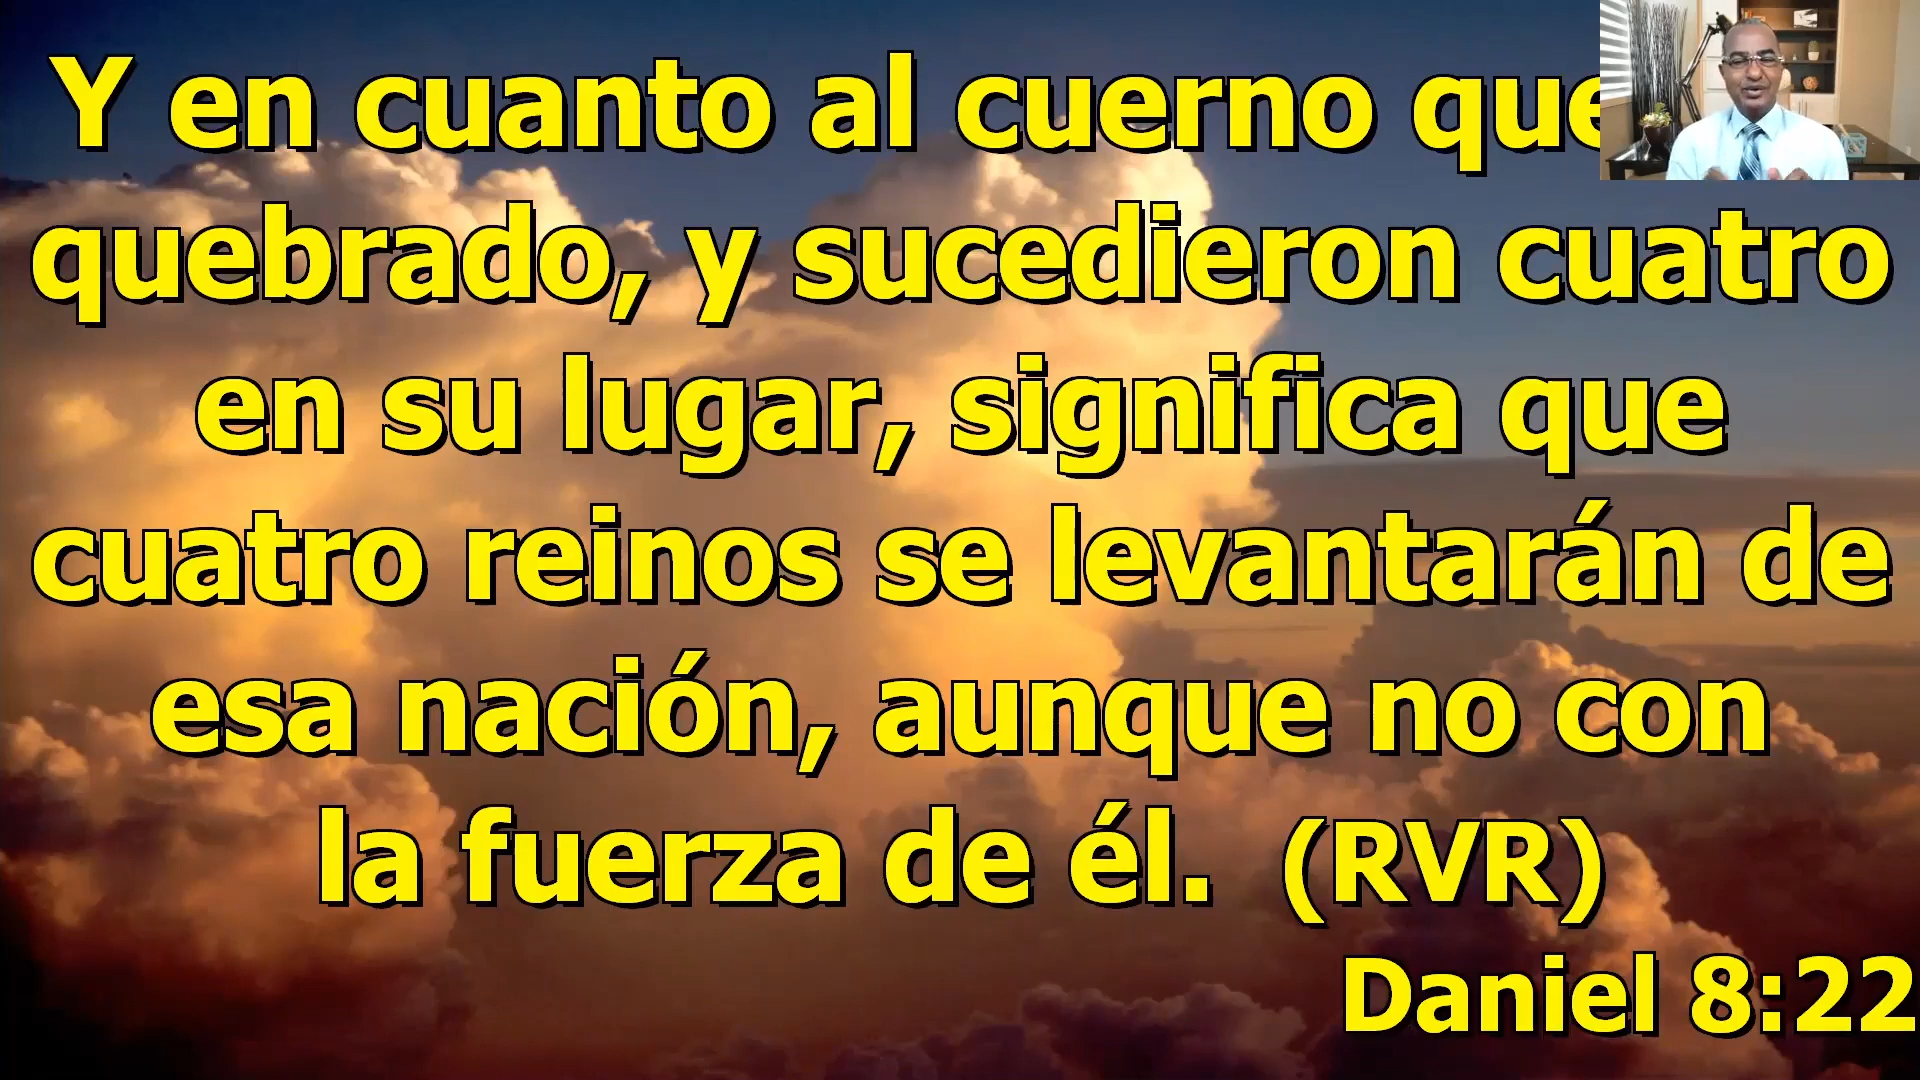 Y en cuanto al cuerno que
quebrado, y sucedieron cuatro
en su lugar, significa que
cuatro reinos se levantarán de
esa nación, aunque no con
la fuerza de él. (RVR)
Daniel 8:22